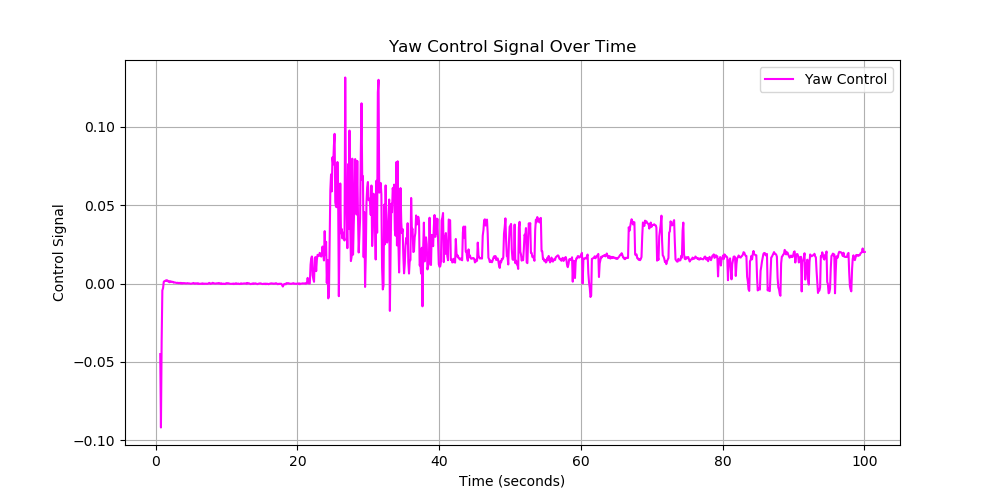 Yaw Control Signal Over Time
Yaw Control
Control Signal
0.10
0.05
0.00
−0.05
−0.10
0 20 40 60 80 100
Time (seconds)